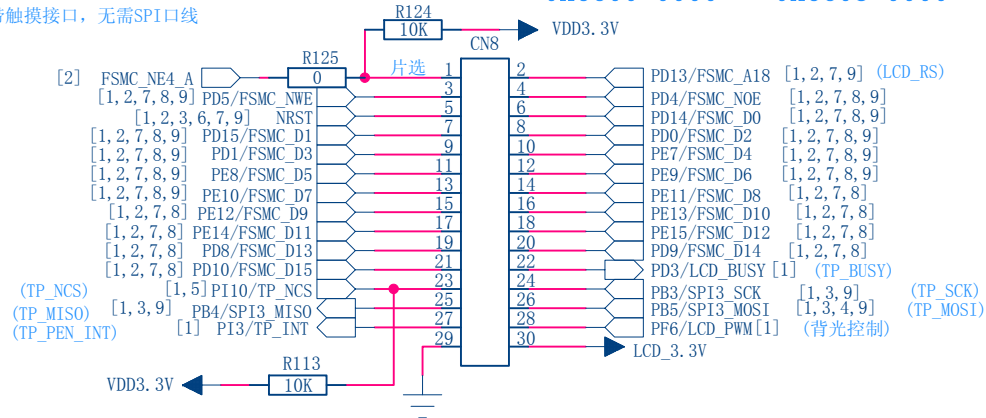 触摸接口，无需SPI口线
R124
10K
VDD3.3V
CN8
R125
0
片选
[2] FSMC_NE4_A 1 2 PD13/FSMC_A18 [1,2,7,9] (LCD_RS)
[1,2,7,8,9] PD5/FSMC_NWE 3 4 PD4/FSMC_NOE [1,2,7,8,9]
[1,2,3,6,7,9] NRST 5 6 PD14/FSMC_D0 [1,2,7,8,9]
[1,2,7,8,9] PD15/FSMC_D1 7 8 PD0/FSMC_D2 [1,2,7,8,9]
[1,2,7,8,9] PD1/FSMC_D3 9 10 PE7/FSMC_D4 [1,2,7,8,9]
[1,2,7,8,9] PE8/FSMC_D5 11 12 PE9/FSMC_D6 [1,2,7,8,9]
[1,2,7,8,9] PE10/FSMC_D7 13 14 PE11/FSMC_D8 [1,2,7,8]
[1,2,7,8] PE12/FSMC_D9 15 16 PE13/FSMC_D10 [1,2,7,8]
[1,2,7,8] PE14/FSMC_D11 17 18 PE15/FSMC_D12 [1,2,7,8]
[1,2,7,8] PD8/FSMC_D13 19 20 PD9/FSMC_D14 [1,2,7,8]
[1,2,7,8] PD10/FSMC_D15 21 22 PD3/LCD_BUSY [1] (TP_BUSY)
(TP_NCS) [1,5] PI10/TP_NCS 23 24 PB3/SPI3_SCK [1,3,9] (TP_SCK)
(TP_MISO) [1,3,9] PB4/SPI3_MISO 25 26 PB5/SPI3_MOSI [1,3,4,9] (TP_MOSI)
(TP_PEN_INT) [1] PI3/TP_INT 27 28 PF6/LCD_PWM [1] (背光控制)
29 30 LCD_3.3V
R113
VDD3.3V
10K